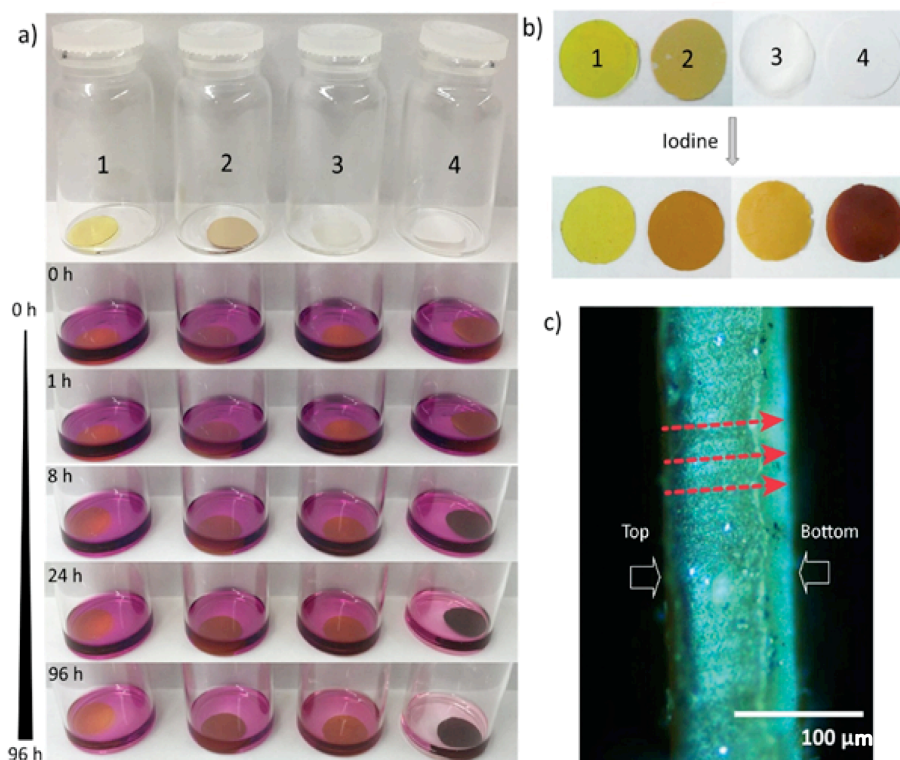 a)
1 2 3 4
0 h
0 h
1 h
8 h
24 h
96 h
96 h
b)
1 2 3 4
Iodine
c)
Top
Bottom
100 µm